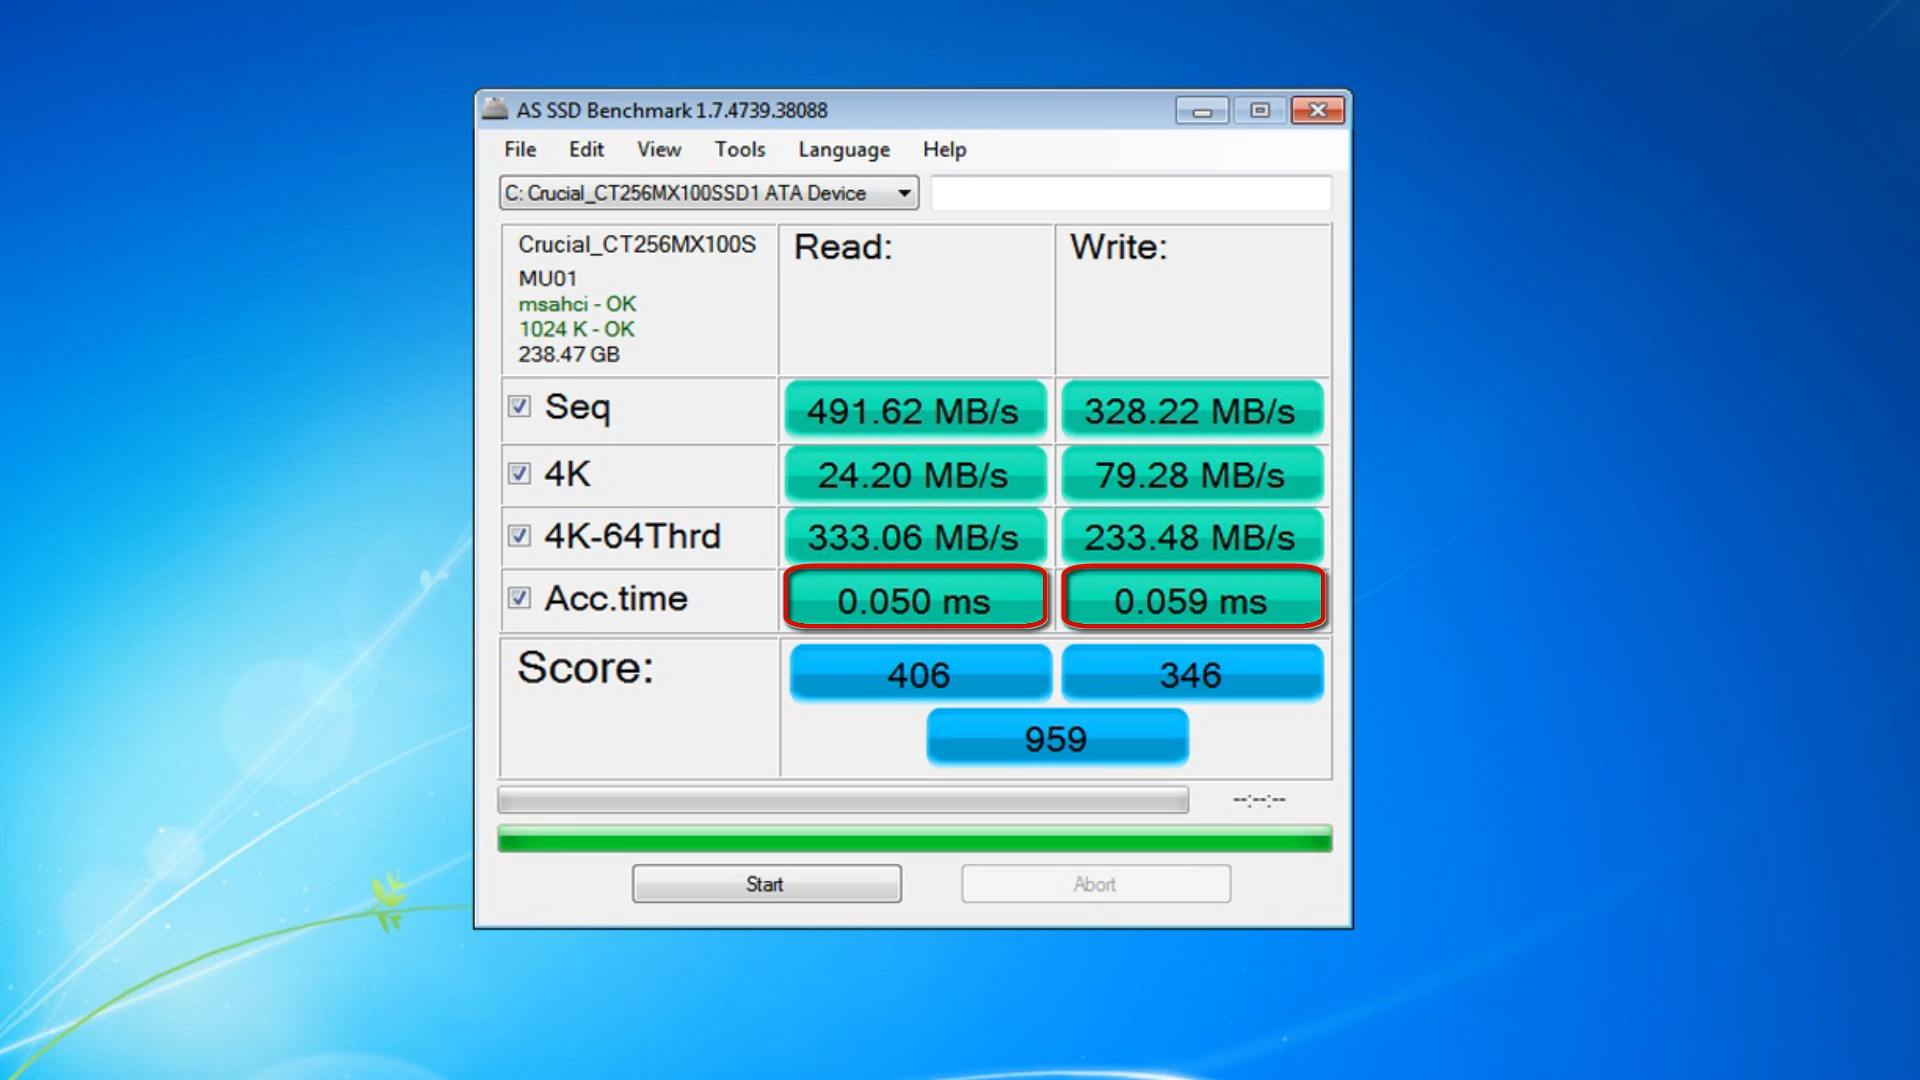 AS SSD Benchmark 1.7.4739.38088
File Edit View Tools Language Help
C: Crucial_CT256MX100SSD1 ATA Device
Crucial_CT256MX100S
MU01
msahci - OK
1024 K - OK
238.47 GB
Read: Write:
Seq 491.62 MB/s 328.22 MB/s
4K 24.20 MB/s 79.28 MB/s
4K-64Thrd 333.06 MB/s 233.48 MB/s
Acc.time 0.050 ms 0.059 ms
Score: 406 346
959
--:--:--
Start Abort